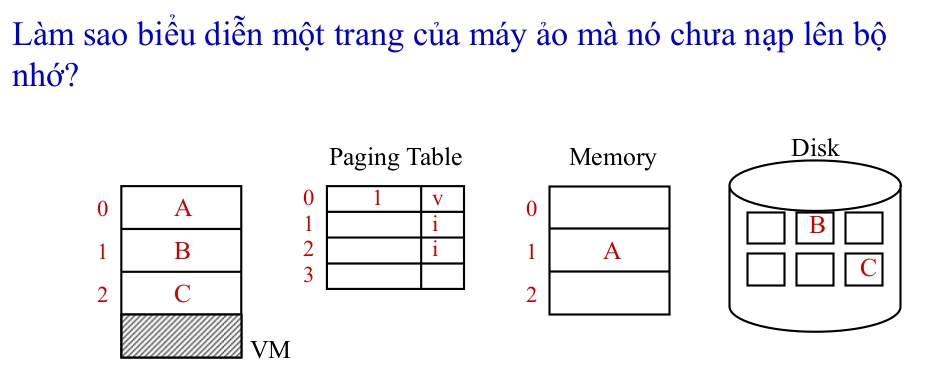 Làm sao biểu diễn một trang của máy ảo mà nó chưa nạp lên bộ
nhớ?
Paging Table
Memory
Disk
0 A
1 B
2 C
VM
0 1 v
1 i
2 i
3
0
1 A
2
B
C